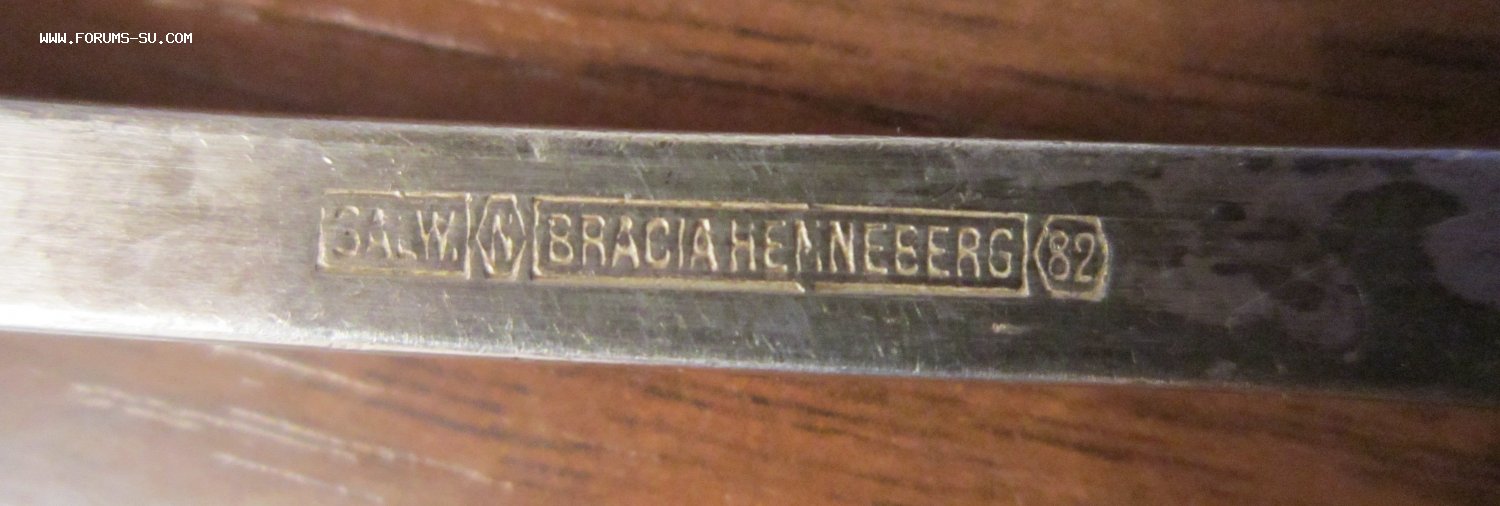 WWW.FORUMS-SU.COM
GALW. N BRACIA HENNEBERG 82